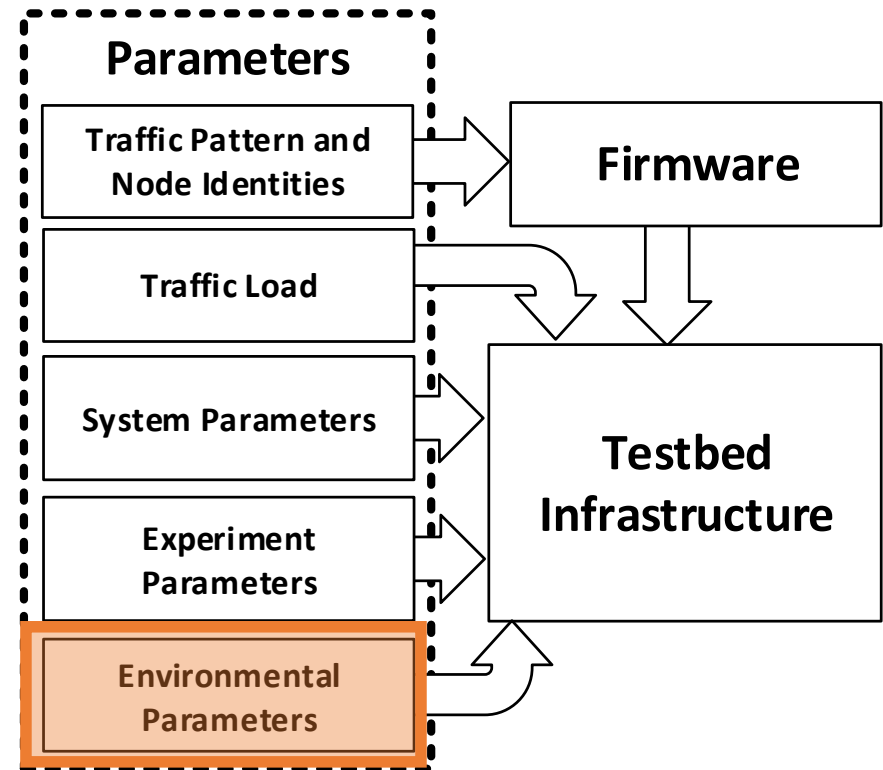 Parameters
Traffic Pattern and
Node Identities
Firmware
Traffic Load
System Parameters
Testbed
Infrastructure
Experiment
Parameters
Environmental
Parameters